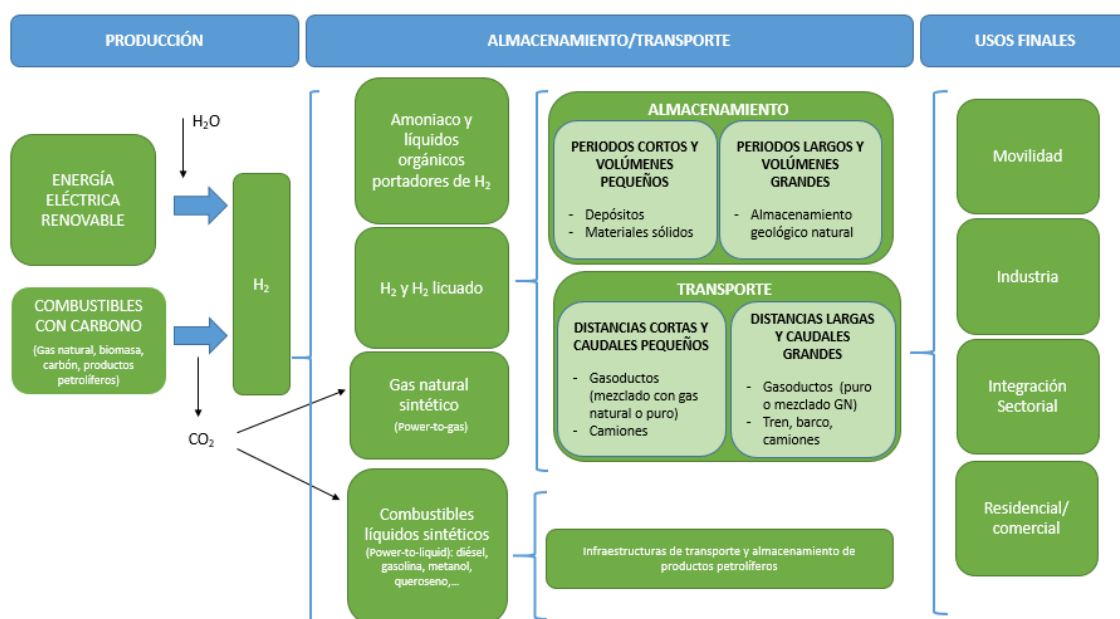 PRODUCCIÓN
ALMACENAMIENTO/TRANSPORTE
USOS FINALES
H₂O
ENERGÍA
ELÉCTRICA
RENOVABLE
COMBUSTIBLES
CON CARBONO
(Gas natural, biomasa,
carbón, productos
petrolíferos)
H₂
CO₂
Amoniaco y
líquidos
orgánicos
portadores de H₂
H₂ y H₂ licuado
Gas natural
sintético
(Power-to-gas)
Combustibles
líquidos sintéticos
(Power-to-liquid): diésel,
gasolina, metanol,
queroseno,...
ALMACENAMIENTO
PERIODOS CORTOS Y
VOLÚMENES
PEQUEÑOS
- Depósitos
- Materiales sólidos
PERIODOS LARGOS Y
VOLÚMENES
GRANDES
- Almacenamiento
geológico natural
TRANSPORTE
DISTANCIAS CORTAS Y
CAUDALES PEQUEÑOS
- Gasoductos
(mezclado con gas
natural o puro)
- Camiones
DISTANCIAS LARGAS
Y CAUDALES
GRANDES
- Gasoductos (puro
o mezclado GN)
- Tren, barco,
camiones
Infraestructuras de transporte y almacenamiento de
productos petrolíferos
Movilidad
Industria
Integración
Sectorial
Residencial/
comercial